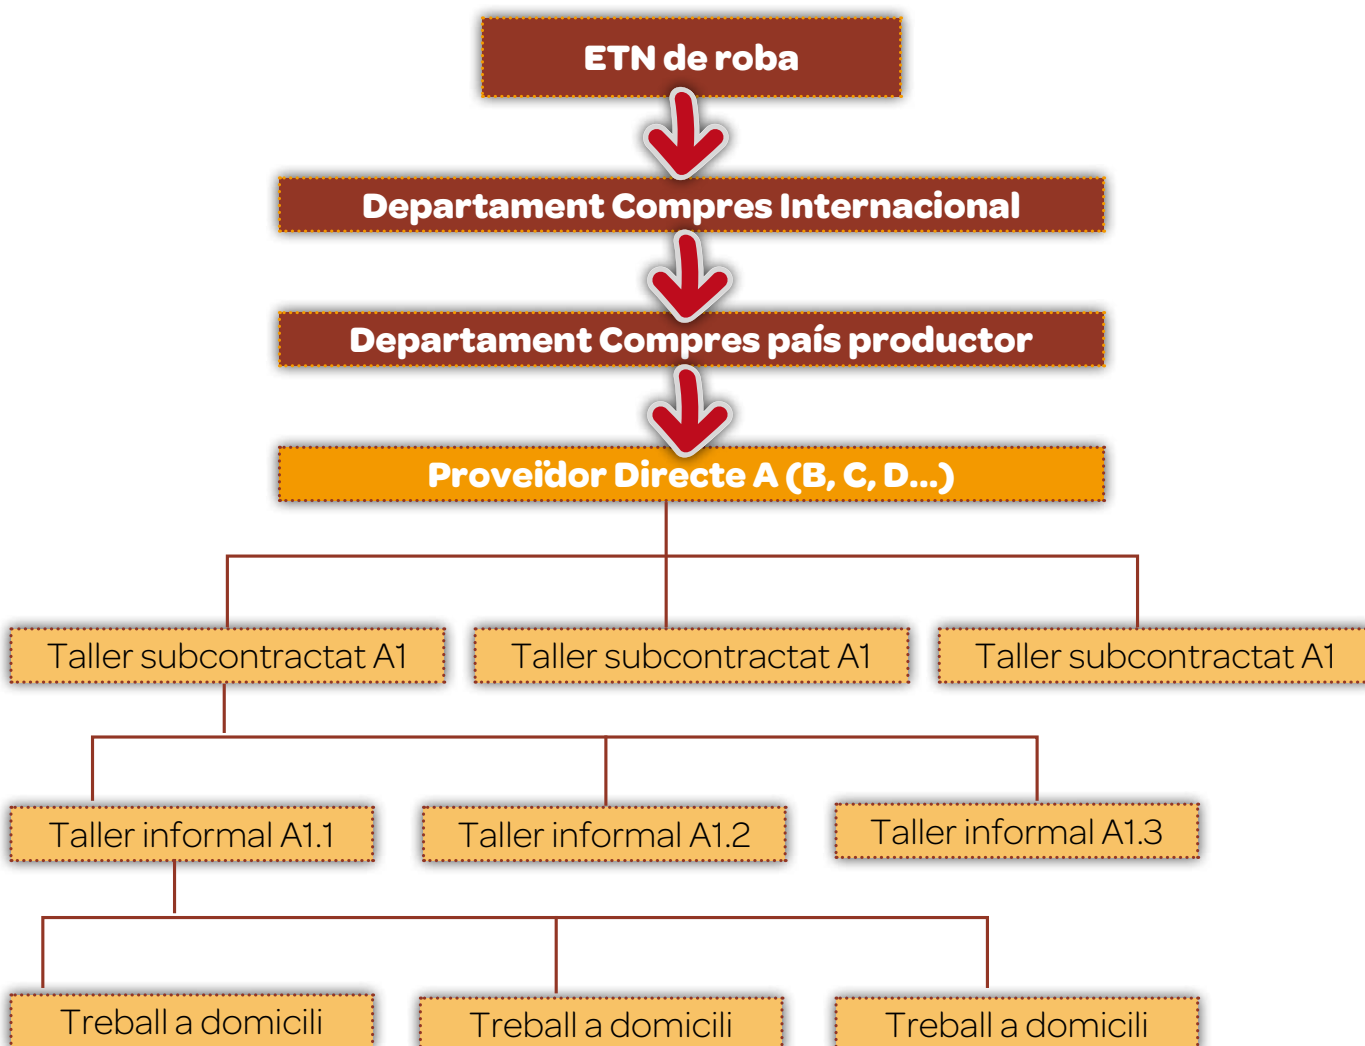 ETN de roba
Departament Compres Internacional
Departament Compres país productor
Proveïdor Directe A (B, C, D...)
Taller subcontractat A1
Taller subcontractat A1
Taller subcontractat A1
Taller informal A1.1
Taller informal A1.2
Taller informal A1.3
Treball a domicili
Treball a domicili
Treball a domicili